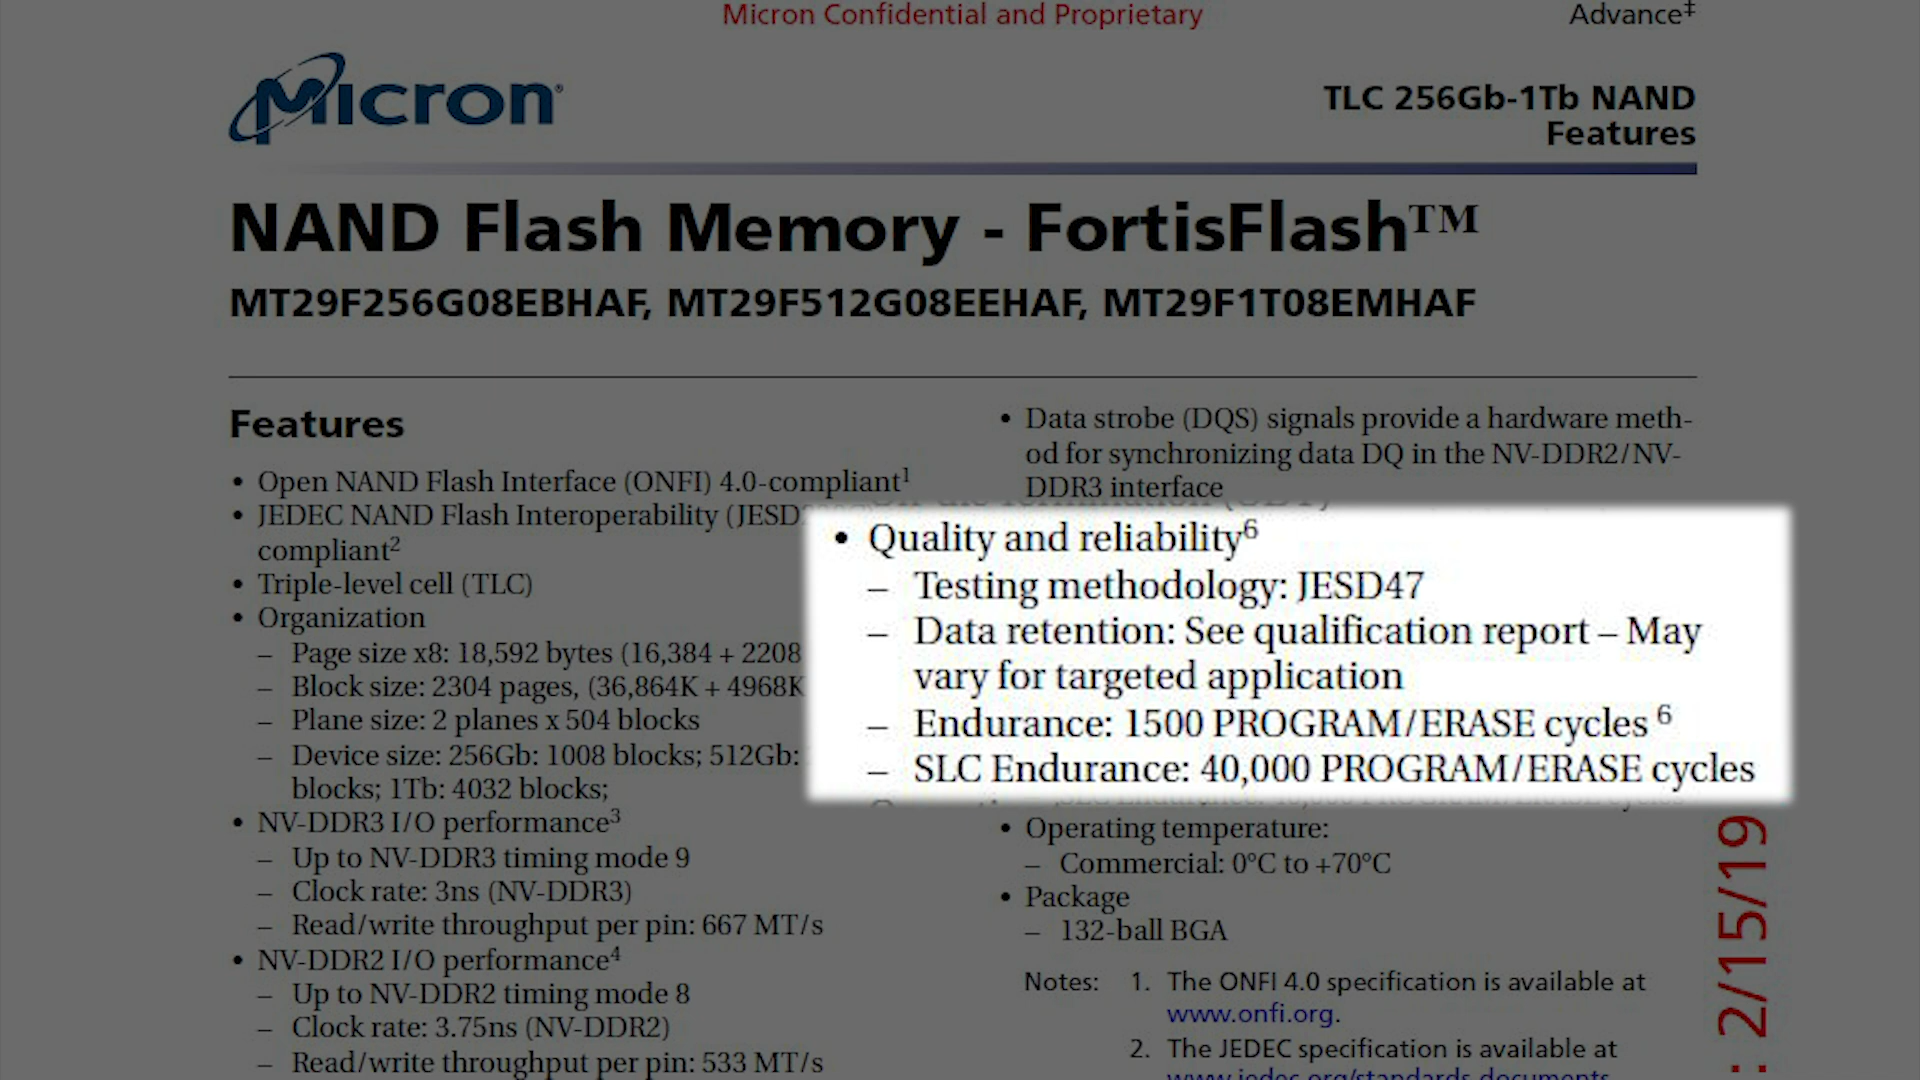 Micron Confidential and Proprietary
Advance‡
Micron®
TLC 256Gb-1Tb NAND
Features
NAND Flash Memory - FortisFlash™
MT29F256G08EBHAF, MT29F512G08EEHAF, MT29F1T08EMHAF
Features
• Open NAND Flash Interface (ONFI) 4.0-compliant¹
• JEDEC NAND Flash Interoperability
compliant²
• Triple-level cell (TLC)
• Organization
– Page size x8: 18,592 bytes (16,384 + 2208
– Block size: 2304 pages, (36,864K + 4968K
– Plane size: 2 planes x 504 blocks
– Device size: 256Gb: 1008 blocks; 512Gb:
blocks; 1Tb: 4032 blocks;
• NV-DDR3 I/O performance³
– Up to NV-DDR3 timing mode 9
– Clock rate: 3ns (NV-DDR3)
– Read/write throughput per pin: 667 MT/s
• NV-DDR2 I/O performance⁴
– Up to NV-DDR2 timing mode 8
– Clock rate: 3.75ns (NV-DDR2)
– Read/write throughput per pin: 533 MT/s
• Data strobe (DQS) signals provide a hardware meth-
od for synchronizing data DQ in the NV-DDR2/NV-
DDR3 interface
• Quality and reliability⁶
– Testing methodology: JESD47
– Data retention: See qualification report – May
vary for targeted application
– Endurance: 1500 PROGRAM/ERASE cycles ⁶
– SLC Endurance: 40,000 PROGRAM/ERASE cycles
• Operating temperature:
– Commercial: 0°C to +70°C
• Package
– 132-ball BGA
Notes: 1. The ONFI 4.0 specification is available at
www.onfi.org.
2. The JEDEC specification is available at
www.jedec.org/standards-documents
: 2/15/19